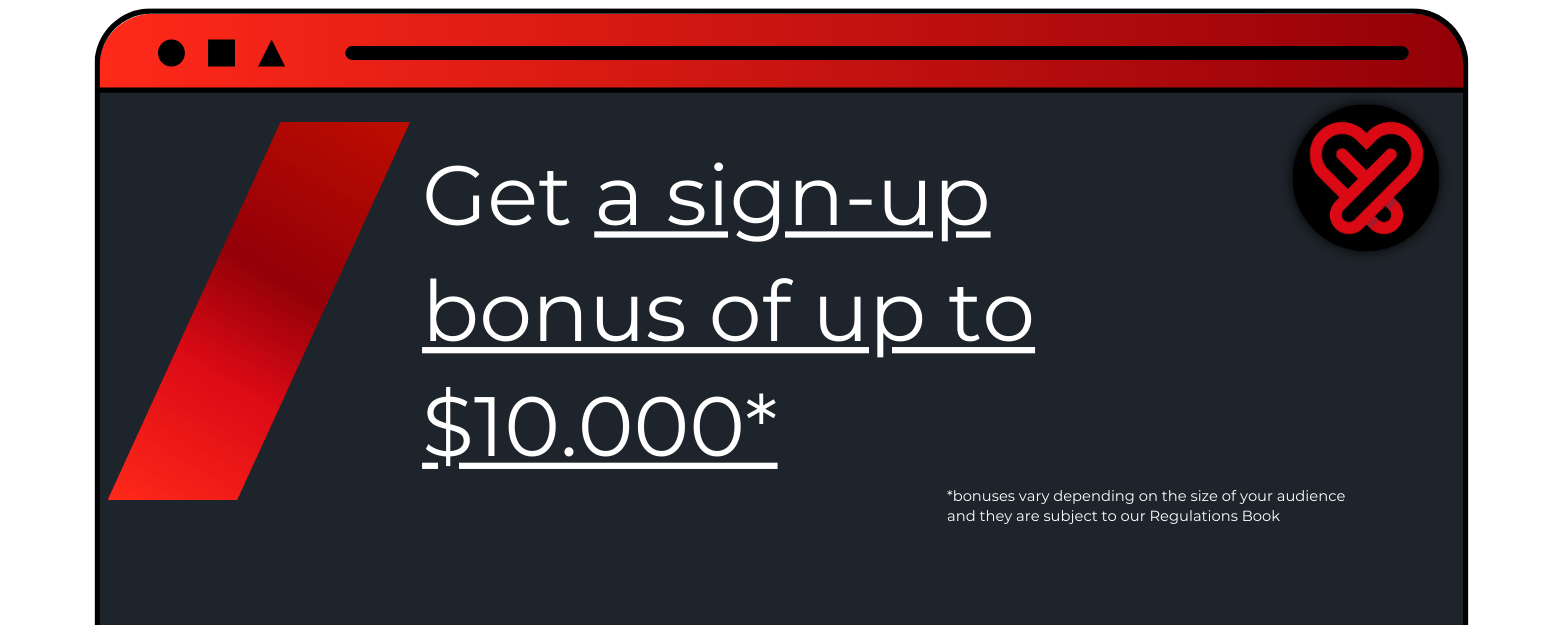 Get a sign-up
bonus of up to
$10.000*
*bonuses vary depending on the size of your audience
and they are subject to our Regulations Book